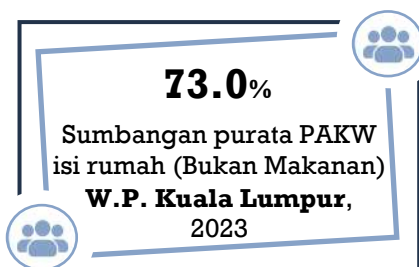 73.0%
Sumbangan purata PAKW
isi rumah (Bukan Makanan)
W.P. Kuala Lumpur,
2023